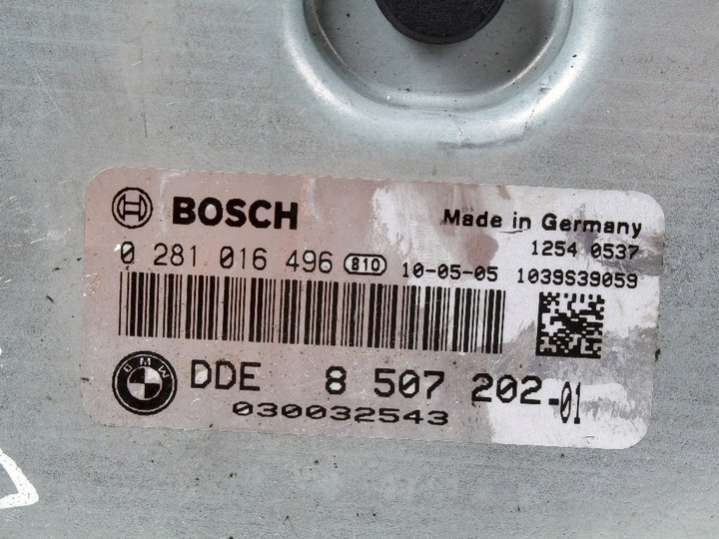 BOSCH Made in Germany
1254 0537
0 281 016 496 810 10-05-05 1039S39059
BMW DDE 8 507 202-01
030032543